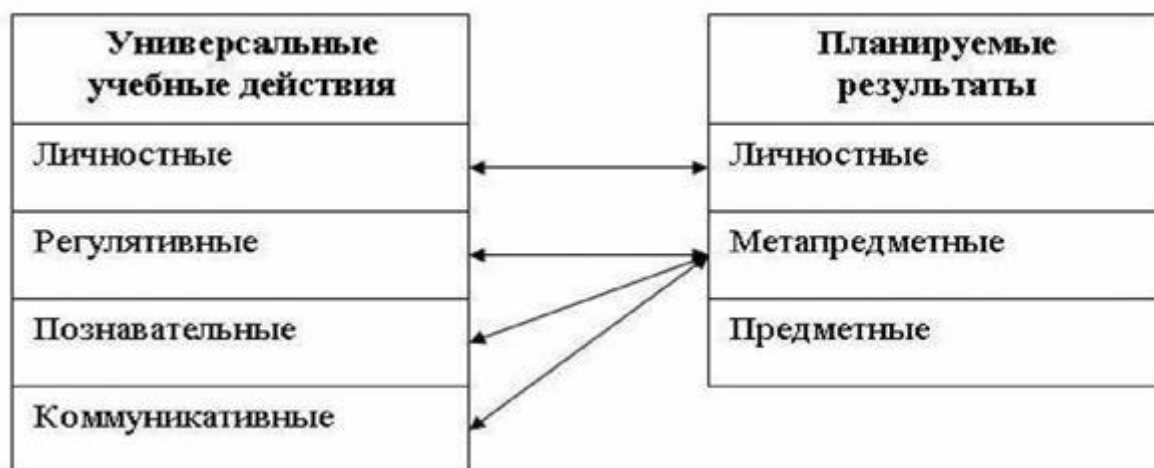 Универсальные
учебные действия
Личностные
Регулятивные
Познавательные
Коммуникативные
Планируемые
результаты
Личностные
Метапредметные
Предметные